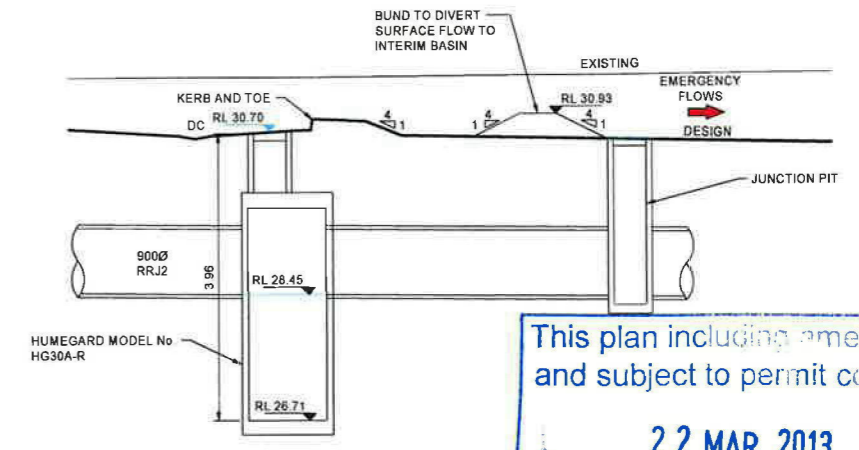 BUND TO DIVERT
SURFACE FLOW TO
INTERIM BASIN
EXISTING
EMERGENCY
FLOWS
KERB AND TOE
RL 30.93
DC
RL 30.70
4
1
4
1
4
1
DESIGN
JUNCTION PIT
900Ø
RRJ2
3.96
RL 28.45
HUMEGARD MODEL No
HG30A-R
RL 26.71
This plan including
and subject to permit
22 MAR 2013